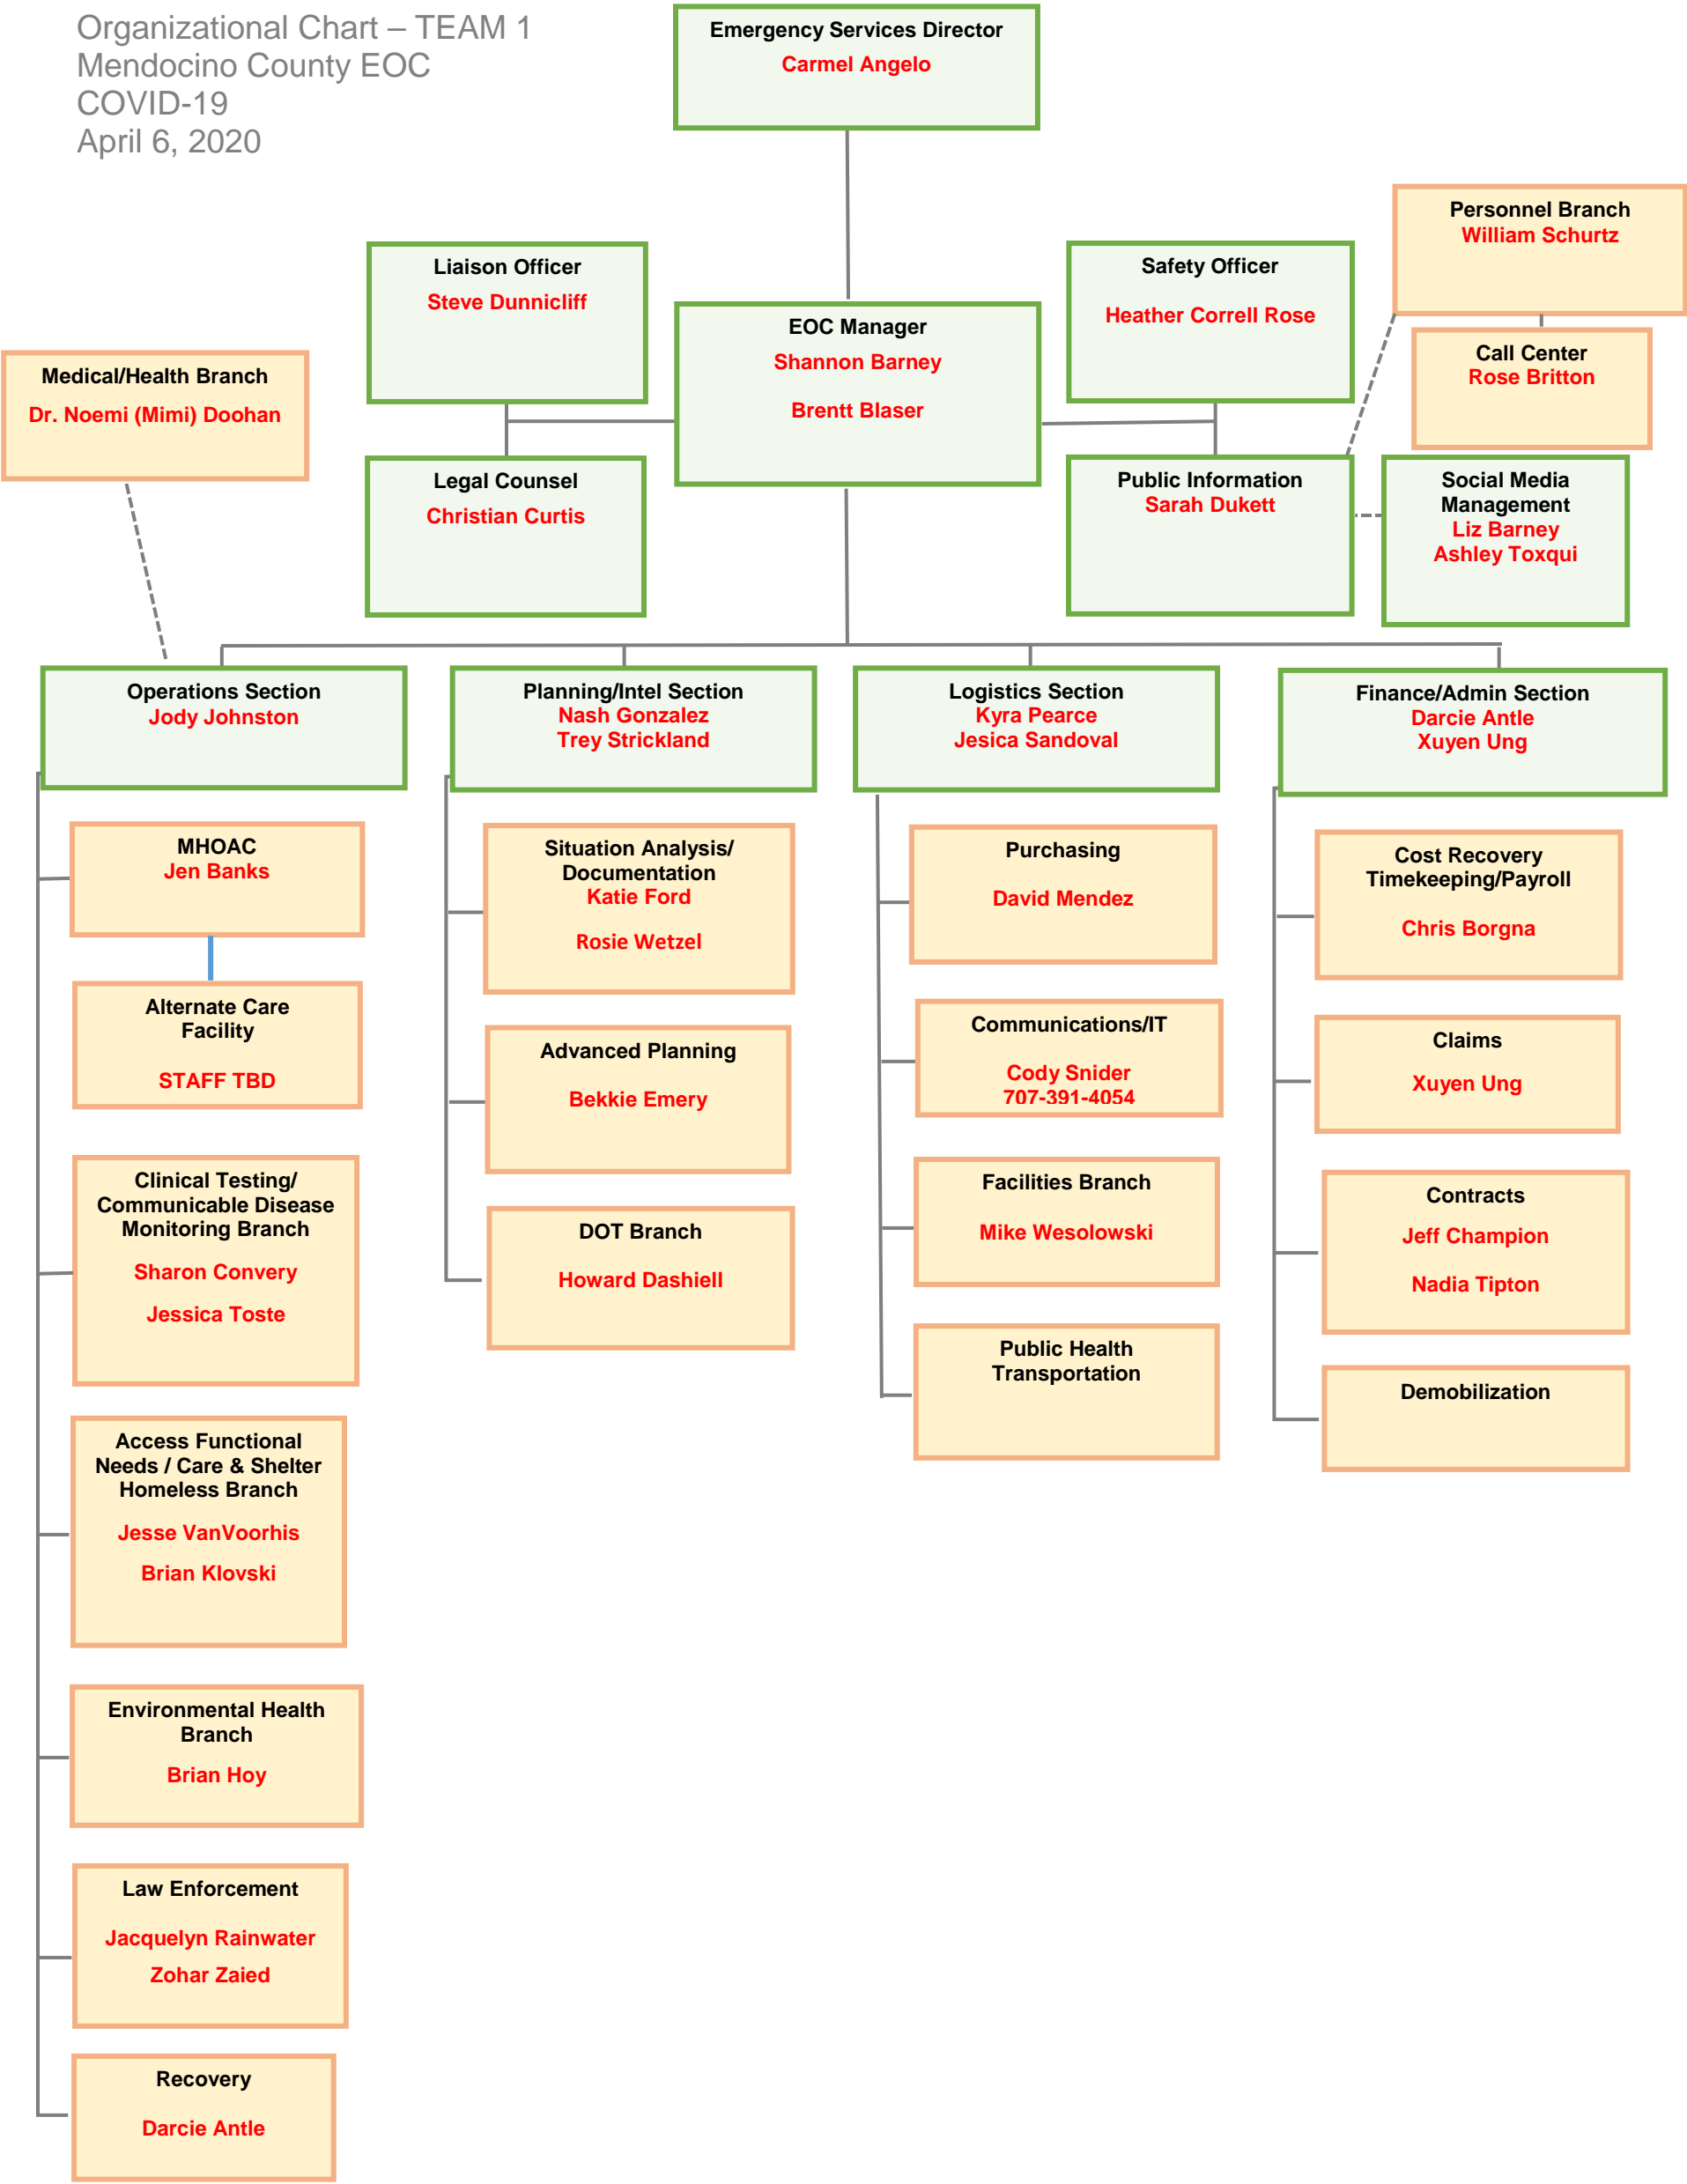 Organizational Chart – TEAM 1
Mendocino County EOC
COVID-19
April 6, 2020
Emergency Services Director
Carmel Angelo
Personnel Branch
William Schurtz
Liaison Officer
Steve Dunnicliff
Safety Officer
Heather Correll Rose
EOC Manager
Shannon Barney
Brentt Blaser
Call Center
Rose Britton
Medical/Health Branch
Dr. Noemi (Mimi) Doohan
Legal Counsel
Christian Curtis
Public Information
Sarah Dukett
Social Media
Management
Liz Barney
Ashley Toxqui
Operations Section
Jody Johnston
Planning/Intel Section
Nash Gonzalez
Trey Strickland
Logistics Section
Kyra Pearce
Jesica Sandoval
Finance/Admin Section
Darcie Antle
Xuyen Ung
MHOAC
Jen Banks
Alternate Care
Facility
STAFF TBD
Clinical Testing/
Communicable Disease
Monitoring Branch
Sharon Convery
Jessica Toste
Access Functional
Needs / Care & Shelter
Homeless Branch
Jesse VanVoorhis
Brian Klovski
Environmental Health
Branch
Brian Hoy
Law Enforcement
Jacquelyn Rainwater
Zohar Zaied
Recovery
Darcie Antle
Situation Analysis/
Documentation
Katie Ford
Rosie Wetzel
Advanced Planning
Bekkie Emery
DOT Branch
Howard Dashiell
Purchasing
David Mendez
Communications/IT
Cody Snider
707-391-4054
Facilities Branch
Mike Wesolowski
Public Health
Transportation
Cost Recovery
Timekeeping/Payroll
Chris Borgna
Claims
Xuyen Ung
Contracts
Jeff Champion
Nadia Tipton
Demobilization